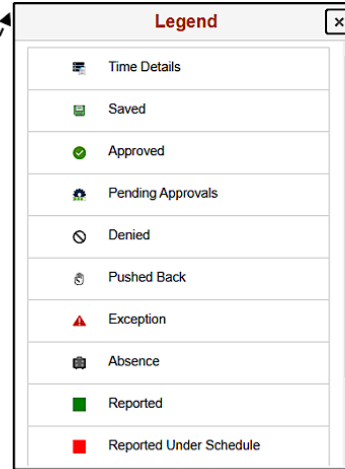 Legend
Time Details
Saved
Approved
Pending Approvals
Denied
Pushed Back
Exception
Absence
Reported
Reported Under Schedule